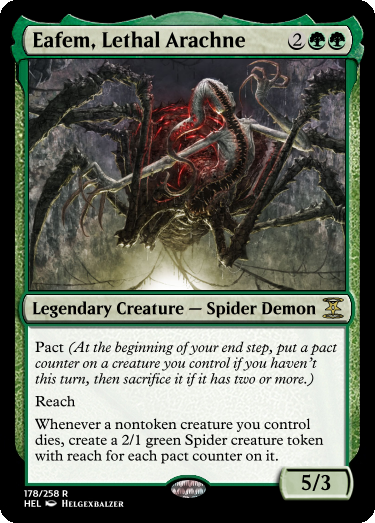 Eafem, Lethal Arachne 2
Legendary Creature — Spider Demon
Pact (At the beginning of your end step, put a pact
counter on a creature you control if you haven't
this turn, then sacrifice it if it has two or more.)
Reach
Whenever a nontoken creature you control
dies, create a 2/1 green Spider creature token
with reach for each pact counter on it.
5/3
178/258 R
HEL HELGEXBALZER